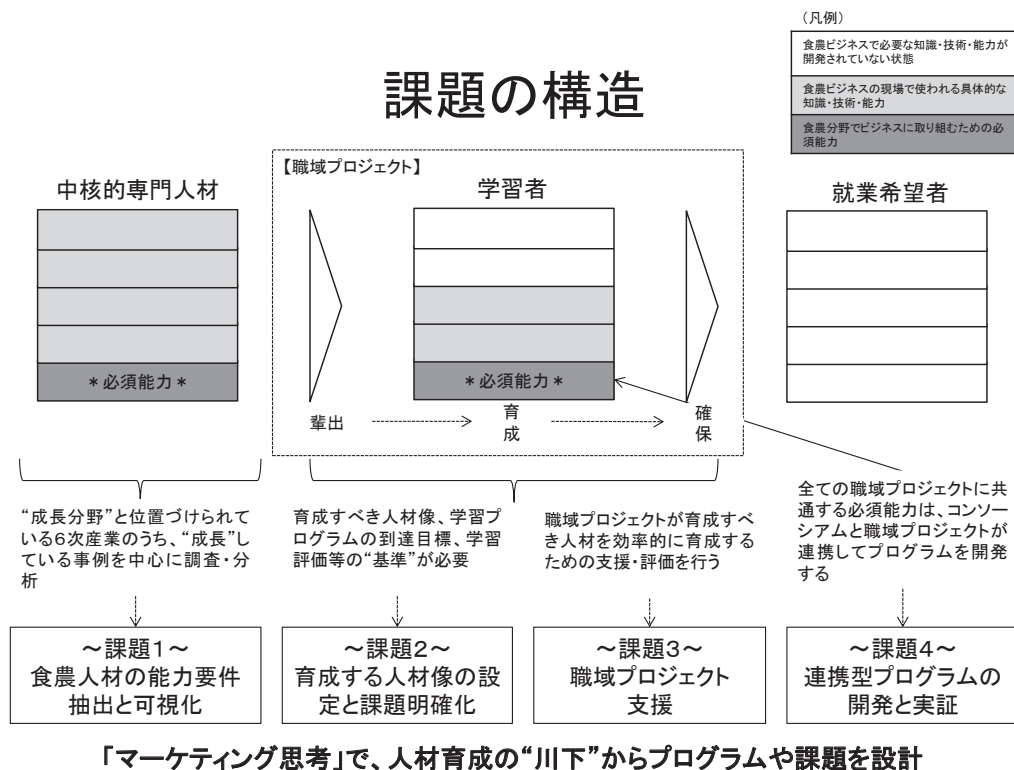 (凡例)
食農ビジネスで必要な知識・技術・能力が
開発されていない状態
食農ビジネスの現場で使われる具体的な
知識・技術・能力
食農分野でビジネスに取り組むための必
須能力
課題の構造
【職域プロジェクト】
中核的専門人材
学習者
就業希望者
*必須能力*
*必須能力*
輩出
育
成
確
保
“成長分野”と位置づけられて
いる6次産業のうち、“成長”し
ている事例を中心に調査・分
析
育成すべき人材像、学習プ
ログラムの到達目標、学習
評価等の“基準”が必要
職域プロジェクトが育成すべ
き人材を効率的に育成する
ための支援・評価を行う
全ての職域プロジェクトに共
通する必須能力は、コンソー
シアムと職域プロジェクトが
連携してプログラムを開発
する
～課題1～
食農人材の能力要件
抽出と可視化
～課題2～
育成する人材像の設
定と課題明確化
～課題3～
職域プロジェクト
支援
～課題4～
連携型プログラムの
開発と実証
「マーケティング思考」で、人材育成の“川下”からプログラムや課題を設計